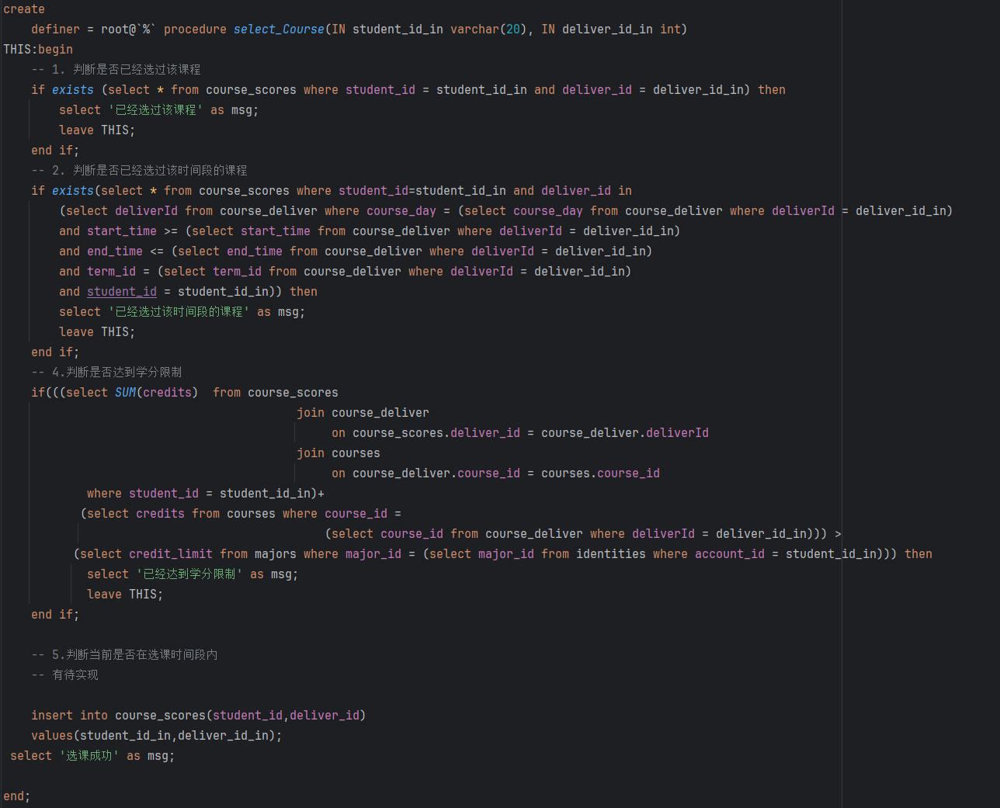 create
definer = root@`%` procedure select_Course(IN student_id_in varchar(20), IN deliver_id_in int)
THIS:begin
-- 1. 判断是否已经选过该课程
if exists (select * from course_scores where student_id = student_id_in and deliver_id = deliver_id_in) then
select '已经选过该课程' as msg;
leave THIS;
end if;
-- 2. 判断是否已经选过该时间段的课程
if exists(select * from course_scores where student_id=student_id_in and deliver_id in
(select deliverId from course_deliver where course_day = (select course_day from course_deliver where deliverId = deliver_id_in)
and start_time >= (select start_time from course_deliver where deliverId = deliver_id_in)
and end_time <= (select end_time from course_deliver where deliverId = deliver_id_in)
and term_id = (select term_id from course_deliver where deliverId = deliver_id_in)
and student_id = student_id_in)) then
select '已经选过该时间段的课程' as msg;
leave THIS;
end if;
-- 4.判断是否达到学分限制
if(((select SUM(credits)  from course_scores
join course_deliver
on course_scores.deliver_id = course_deliver.deliverId
join courses
on course_deliver.course_id = courses.course_id
where student_id = student_id_in)+
(select credits from courses where course_id =
(select course_id from course_deliver where deliverId = deliver_id_in))) >
(select credit_limit from majors where major_id = (select major_id from identities where account_id = student_id_in))) then
select '已经达到学分限制' as msg;
leave THIS;
end if;
-- 5.判断当前是否在选课时间段内
-- 有待实现
insert into course_scores(student_id,deliver_id)
values(student_id_in,deliver_id_in);
select '选课成功' as msg;
end;